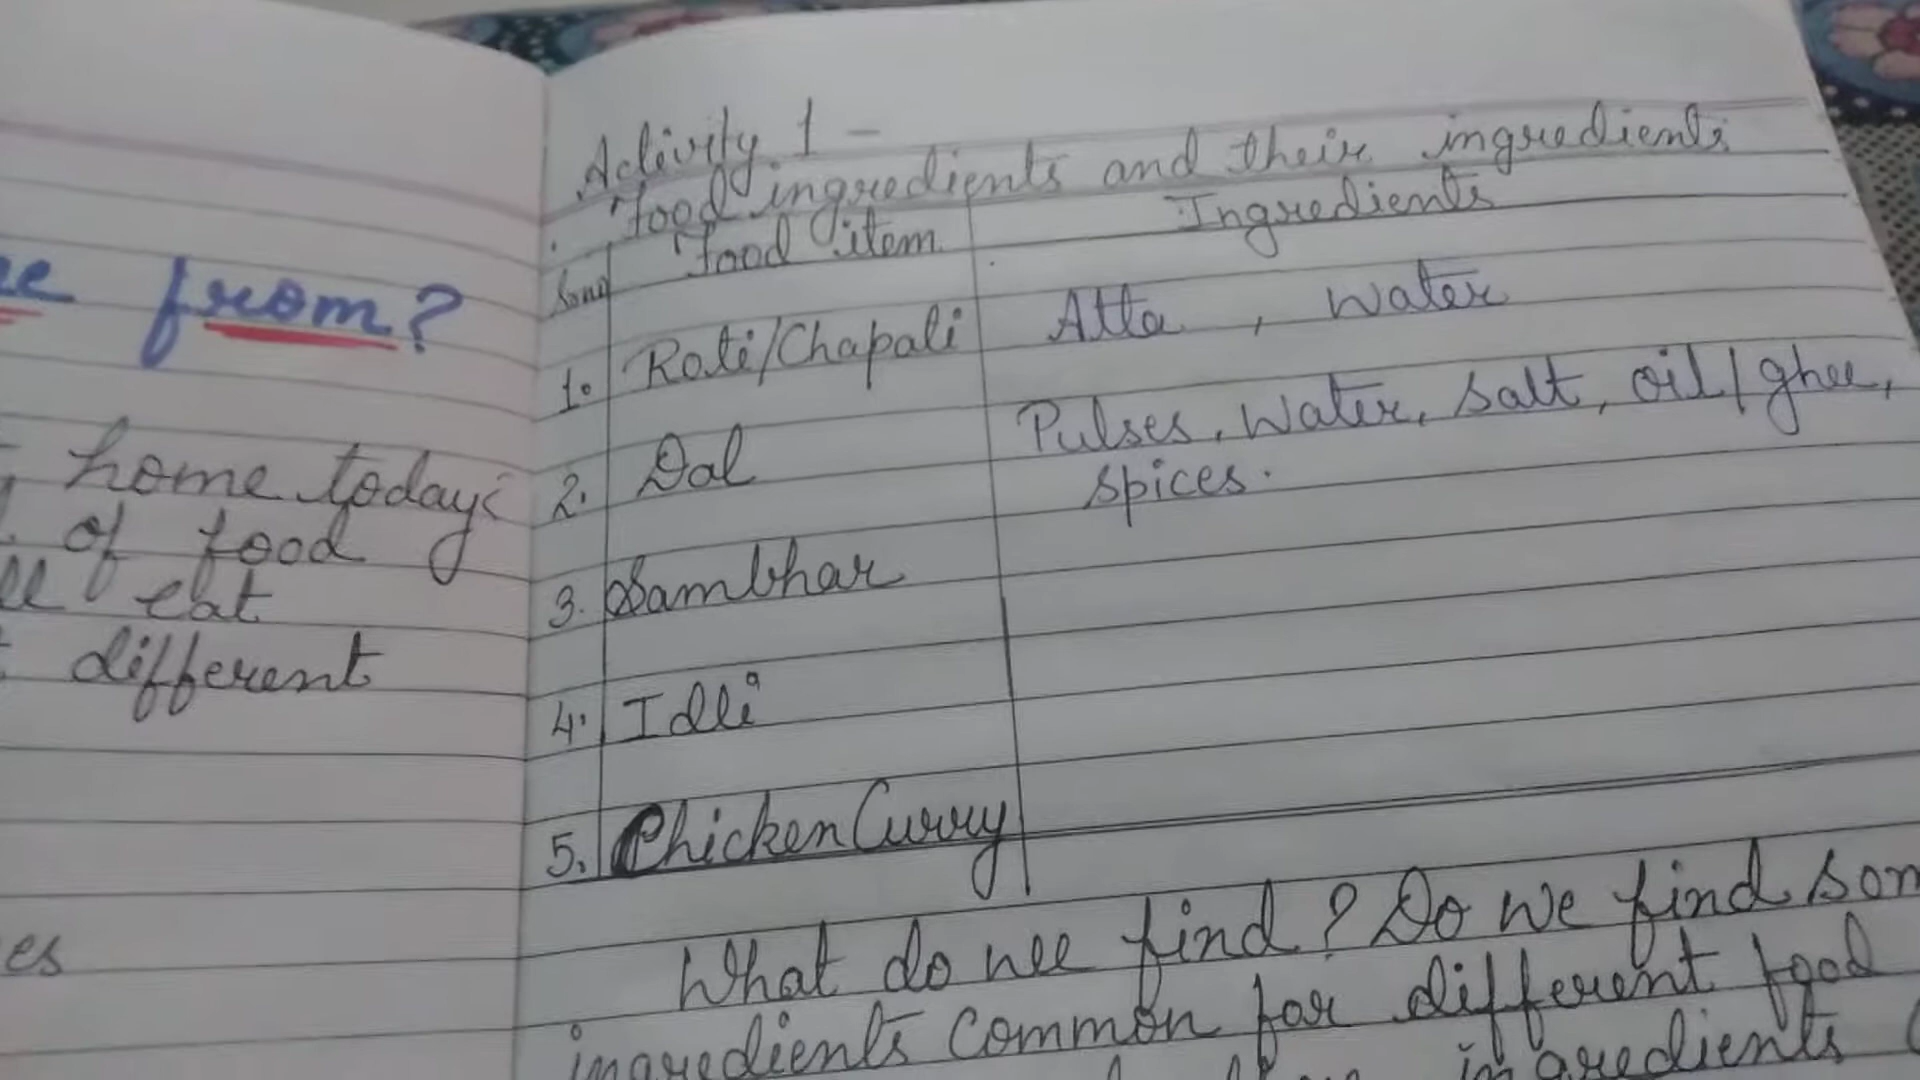 from?
home today
of food
eat
different
es
Activity 1 -
food ingredients and their ingredients
Food item Ingredients
1. Roti/Chapati Atta, Water
2. Dal Pulses, Water, salt, oil/ghee,
spices.
3. Sambhar
4. Idli
5. Chicken Curry
What do we find? Do we find som
ingredients common for different food
ingredients